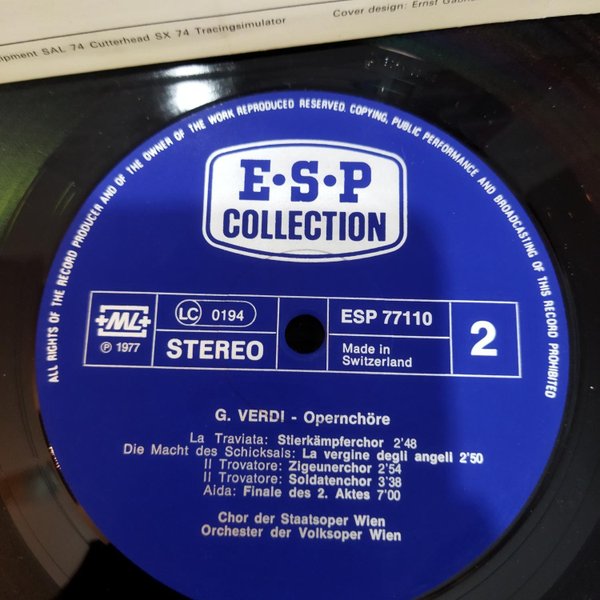 ipment SAL 74 Cutterhead SX 74 Tracingsimulator
Cover design: Ernst
ALL RIGHTS OF THE RECORD PRODUCER AND OF THE OWNER OF THE WORK REPRODUCED RESERVED. COPYING, PUBLIC PERFORMANCE AND BROADCASTING OF THIS RECORD PROHIBITED
E·S·P
COLLECTION
ML
℗ 1977
LC 0194
STEREO
ESP 77110
Made in
Switzerland
2
G. VERDI - Opernchöre
La Traviata: Stierkämpferchor 2'48
Die Macht des Schicksals: La vergine degli angeli 2'50
Il Trovatore: Zigeunerchor 2'54
Il Trovatore: Soldatenchor 3'38
Aida: Finale des 2. Aktes 7'00
Chor der Staatsoper Wien
Orchester der Volksoper Wien